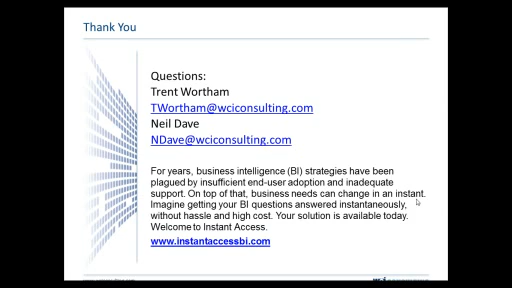 Thank You
Questions:
Trent Wortham
TWortham@wciconsulting.com
Neil Dave
NDave@wciconsulting.com
For years, business intelligence (BI) strategies have been
plagued by insufficient end-user adoption and inadequate
support. On top of that, business needs can change in an instant.
Imagine getting your BI questions answered instantaneously,
without hassle and high cost. Your solution is available today.
Welcome to Instant Access.
www.instantaccessbi.com